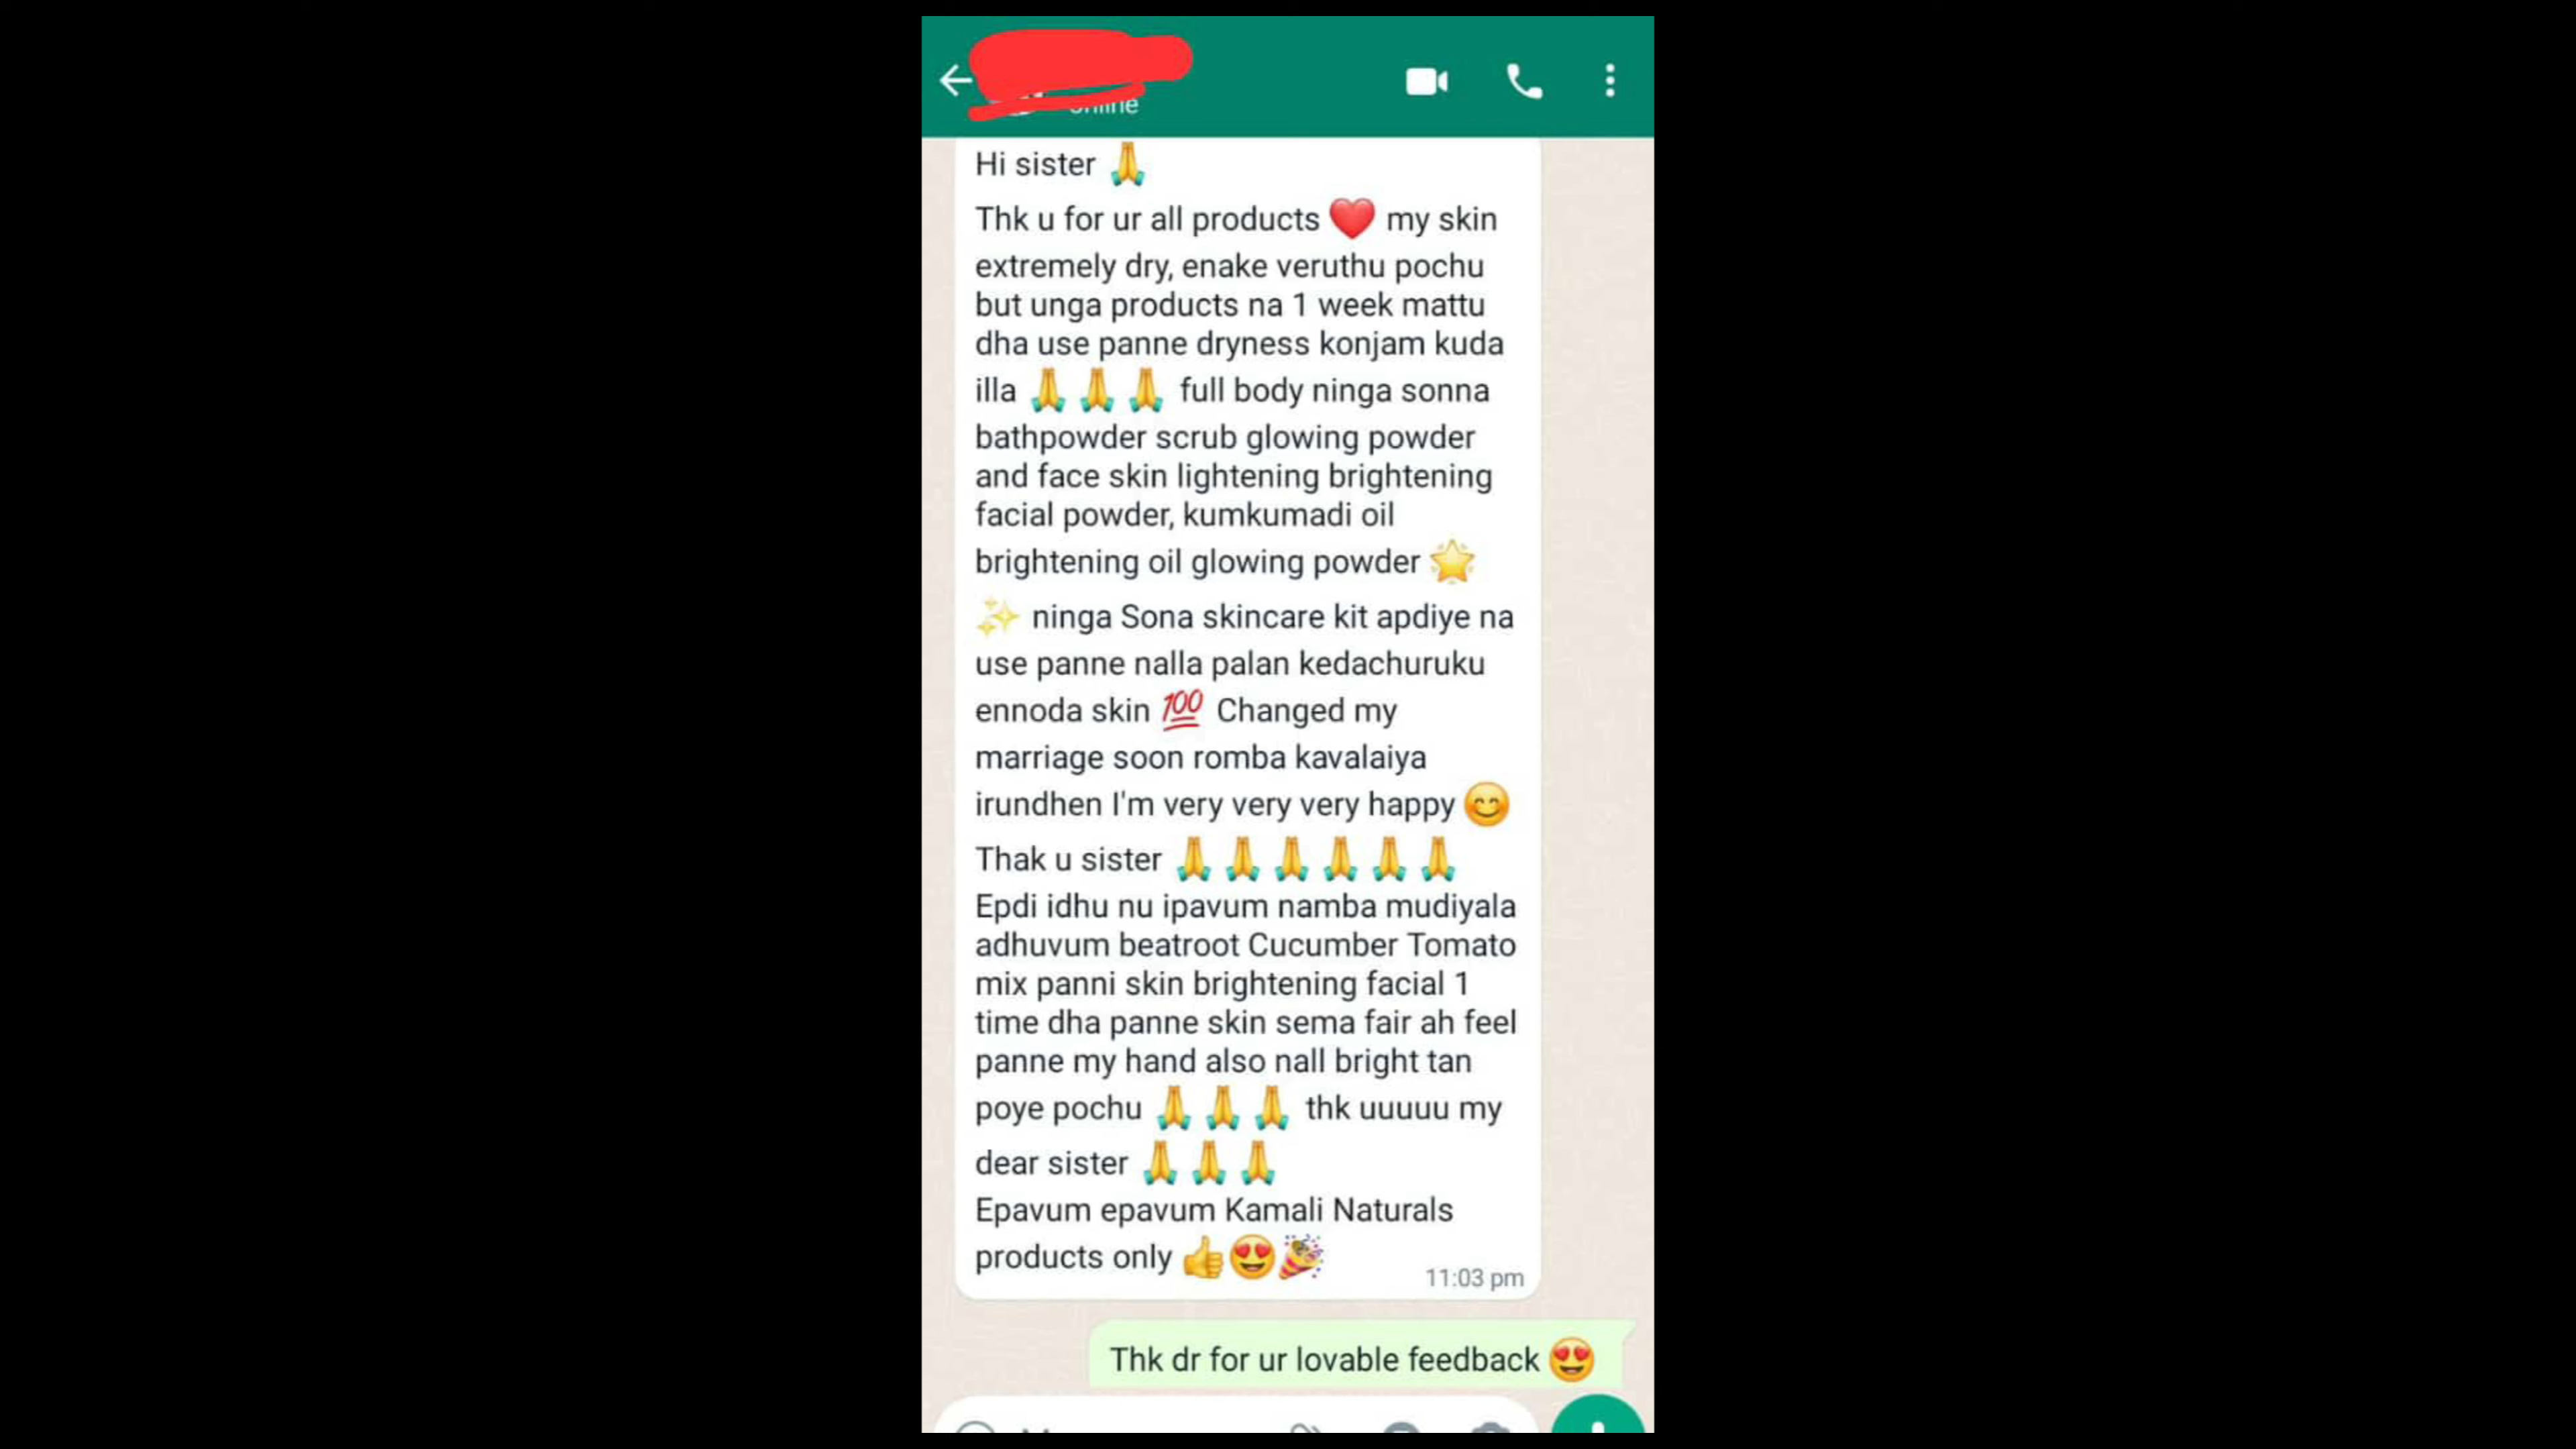 online
Hi sister 🙏
Thk u for ur all products ❤️ my skin
extremely dry, enake veruthu pochu
but unga products na 1 week mattu
dha use panne dryness konjam kuda
illa 🙏 🙏 🙏 full body ninga sonna
bathpowder scrub glowing powder
and face skin lightening brightening
facial powder, kumkumadi oil
brightening oil glowing powder 🌟
✨ ninga Sona skincare kit apdiye na
use panne nalla palan kedachuruku
ennoda skin 💯 Changed my
marriage soon romba kavalaiya
irundhen I'm very very very happy 😊
Thak u sister 🙏 🙏 🙏 🙏 🙏 🙏
Epdi idhu nu ipavum namba mudiyala
adhuvum beatroot Cucumber Tomato
mix panni skin brightening facial 1
time dha panne skin sema fair ah feel
panne my hand also nall bright tan
poye pochu 🙏 🙏 🙏 thk uuuuu my
dear sister 🙏 🙏 🙏
Epavum epavum Kamali Naturals
products only 👍😍🎉
11:03 pm
Thk dr for ur lovable feedback 😍